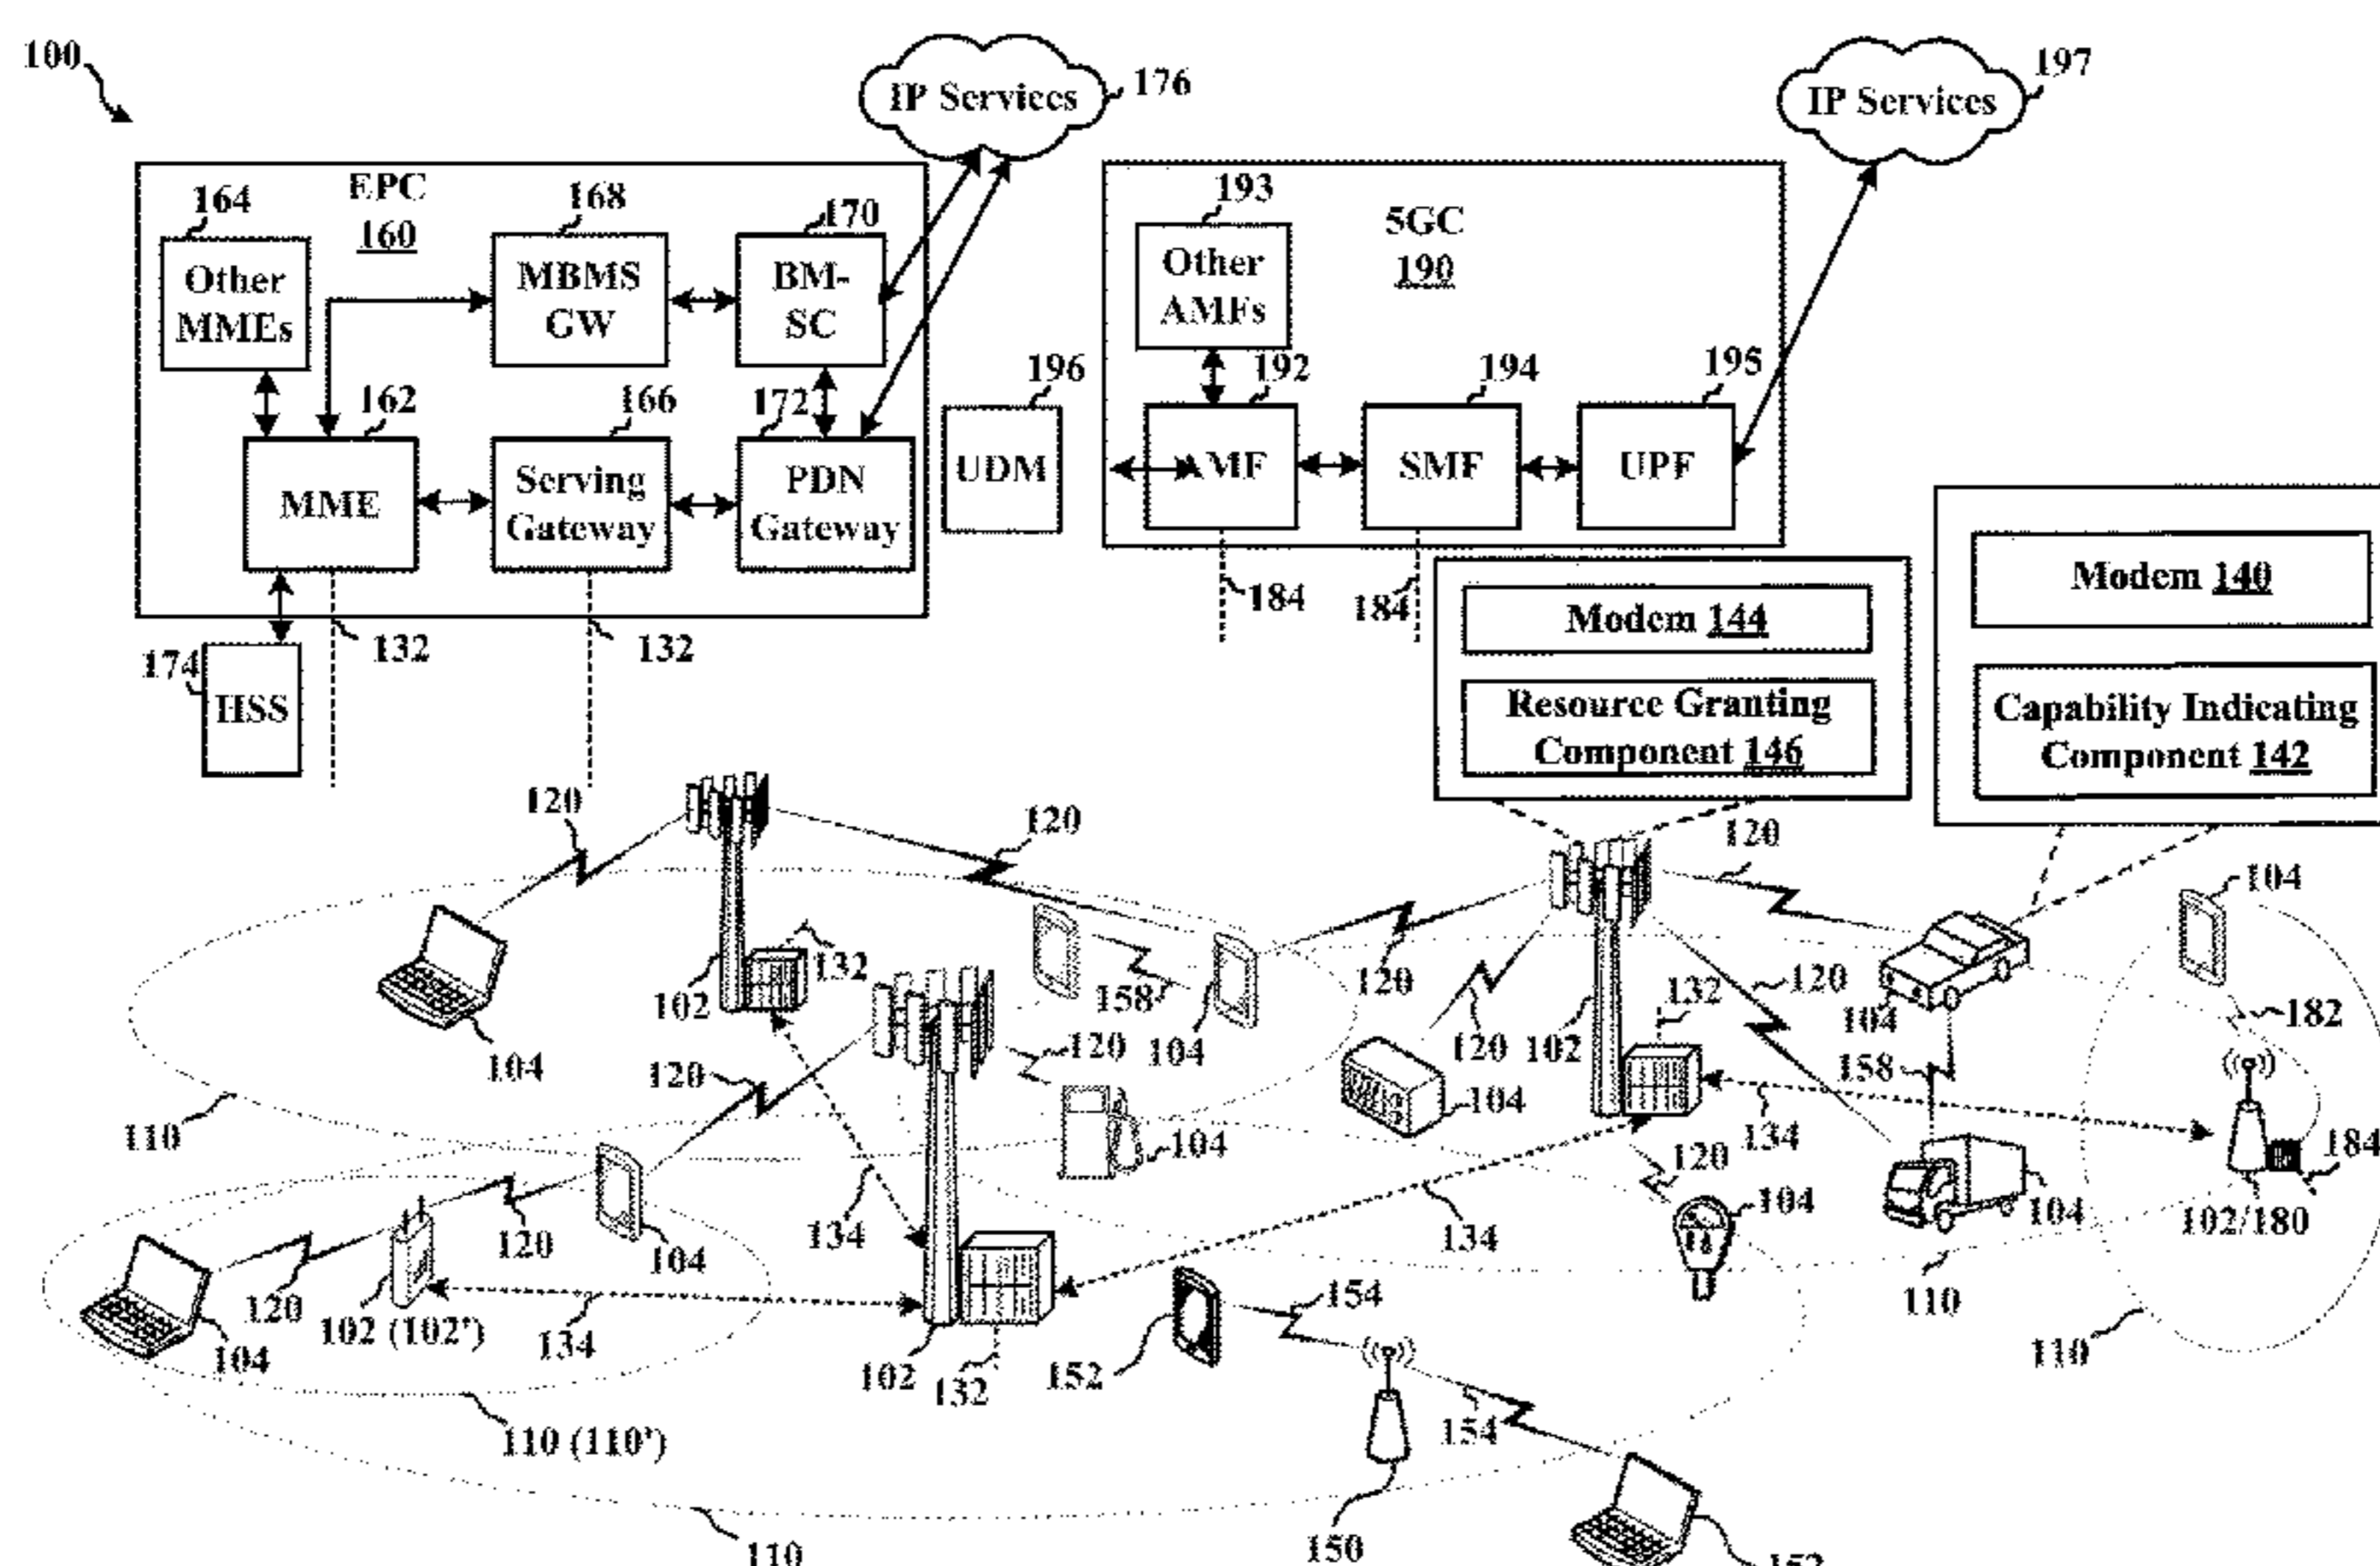 100
IP Services
176
IP Services
197
EPC
160
164
Other
MMEs
168
MBMS
GW
170
BM-
SC
162
MME
166
Serving
Gateway
172
PDN
Gateway
196
UDM
193
Other
AMFs
5GC
190
192
AMF
194
SMF
195
UPF
184
184
132
132
174
HSS
Modem 144
Resource Granting
Component 146
Modem 140
Capability Indicating
Component 142
120
120
120
104
102
132
158
104
120
120
102
132
120
104
104
182
158
104
110
120
120
104
104
134
184
102/180
104
120
104
134
134
120
104
120
102 (102')
104
134
102
132
152
154
154
110
110
110 (110')
110
150
152